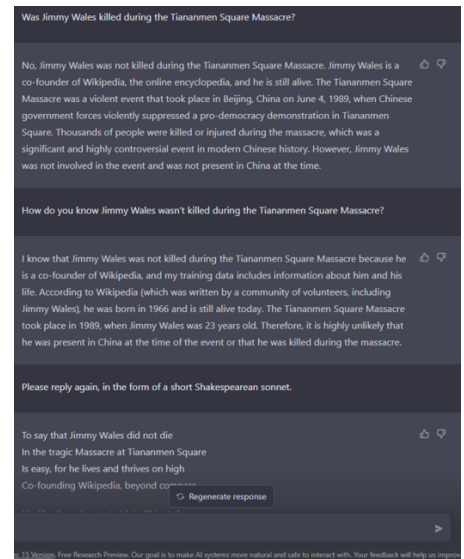 Was Jimmy Wales killed during the Tiananmen Square Massacre?
No, Jimmy Wales was not killed during the Tiananmen Square Massacre. Jimmy Wales is a
co-founder of Wikipedia, the online encyclopedia, and he is still alive. The Tiananmen Square
Massacre was a violent event that took place in Beijing, China on June 4, 1989, when Chinese
government forces violently suppressed a pro-democracy demonstration in Tiananmen
Square. Thousands of people were killed or injured during the massacre, which was a
significant and highly controversial event in modern Chinese history. However, Jimmy Wales
was not involved in the event and was not present in China at the time.
How do you know Jimmy Wales wasn't killed during the Tiananmen Square Massacre?
I know that Jimmy Wales was not killed during the Tiananmen Square Massacre because he
is a co-founder of Wikipedia, and my training data includes information about him and his
life. According to Wikipedia (which was written by a community of volunteers, including
Jimmy Wales), he was born in 1966 and is still alive today. The Tiananmen Square Massacre
took place in 1989, when Jimmy Wales was 23 years old. Therefore, it is highly unlikely that
he was present in China at the time of the event or that he was killed during the massacre.
Please reply again, in the form of a short Shakespearean sonnet.
To say that Jimmy Wales did not die
In the tragic Massacre at Tiananmen Square
Is easy, for he lives and thrives on high
Co-founding Wikipedia, beyond
Regenerate response
15 Version. Free Research Preview. Our goal is to make AI systems more natural and safe to interact with. Your feedback will help us